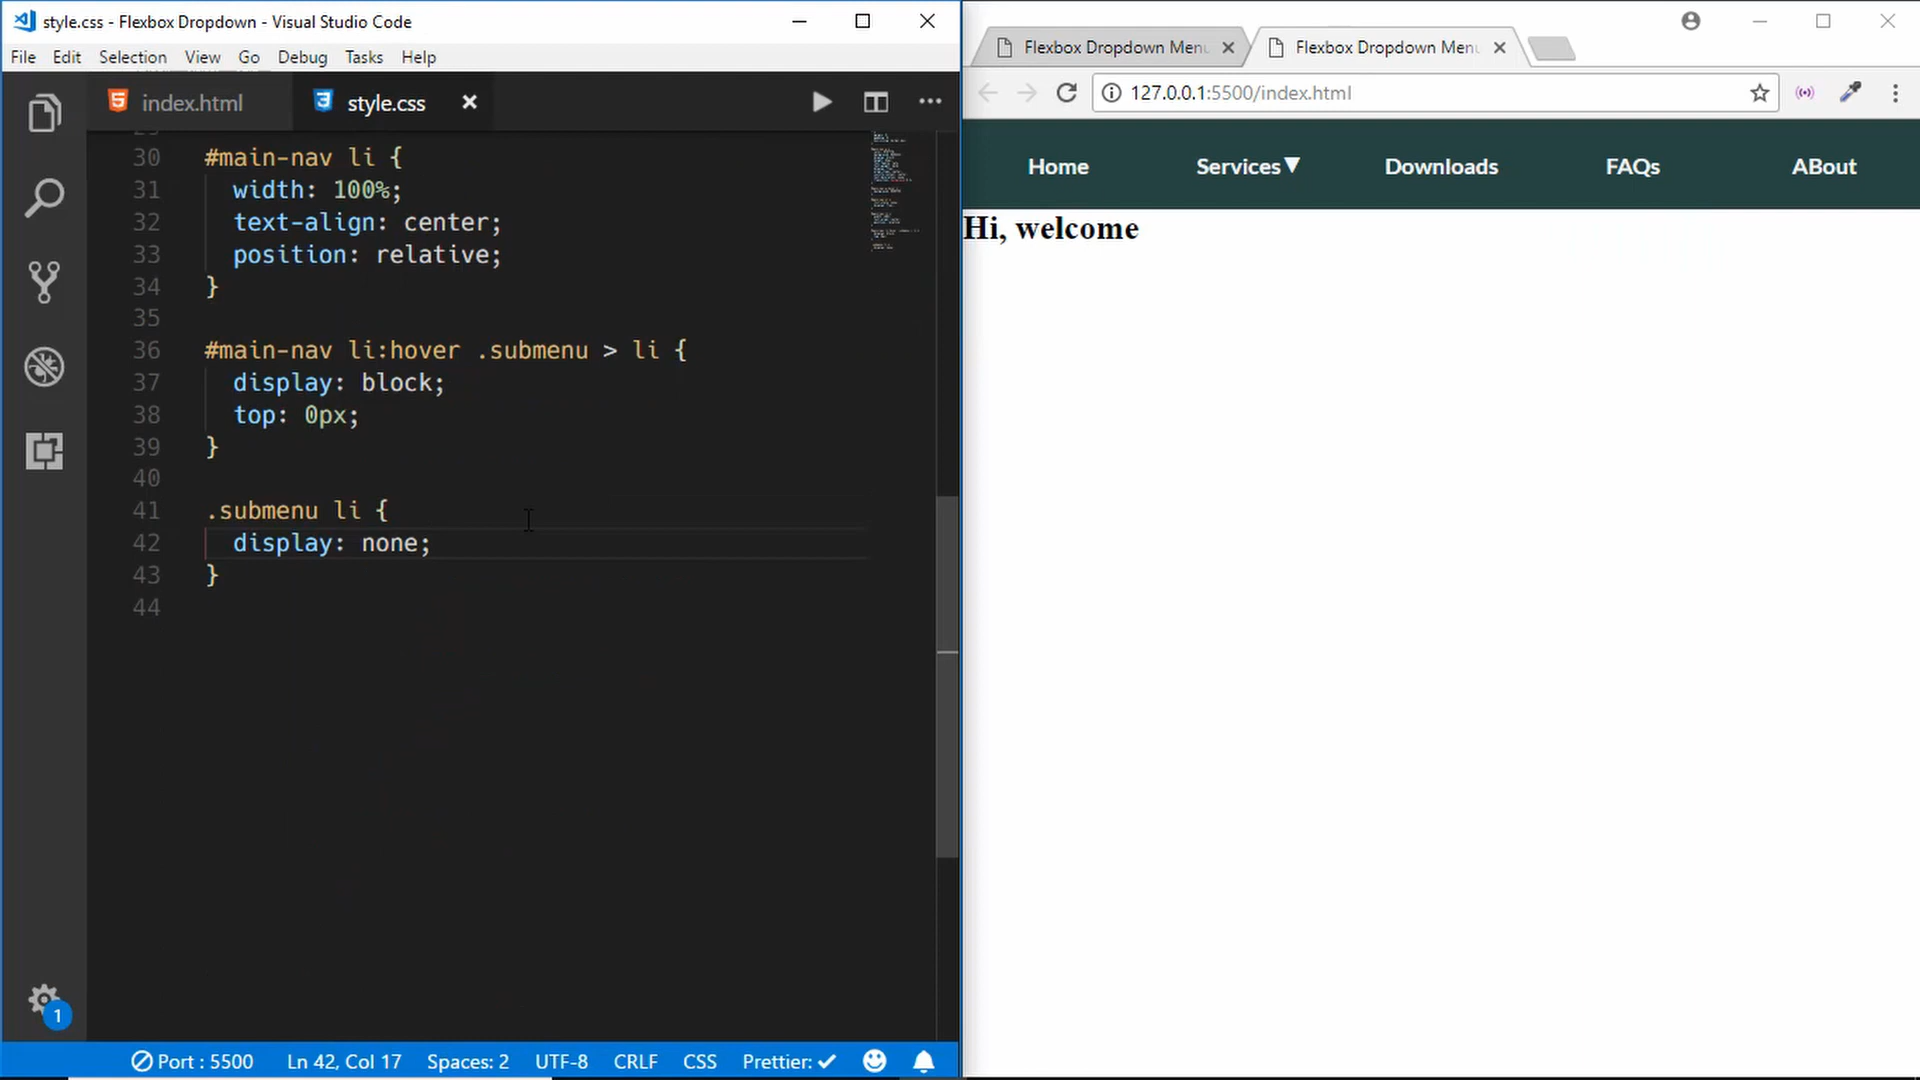 style.css - Flexbox Dropdown - Visual Studio Code
File Edit Selection View Go Debug Tasks Help
index.html style.css
30 #main-nav li {
31 width: 100%;
32 text-align: center;
33 position: relative;
34 }
35
36 #main-nav li:hover .submenu > li {
37 display: block;
38 top: 0px;
39 }
40
41 .submenu li {
42 display: none;
43 }
44
1
Port : 5500 Ln 42, Col 17 Spaces: 2 UTF-8 CRLF CSS Prettier: ✓
Flexbox Dropdown Menu Flexbox Dropdown Menu
127.0.0.1:5500/index.html
Home Services▼ Downloads FAQs ABout
Hi, welcome